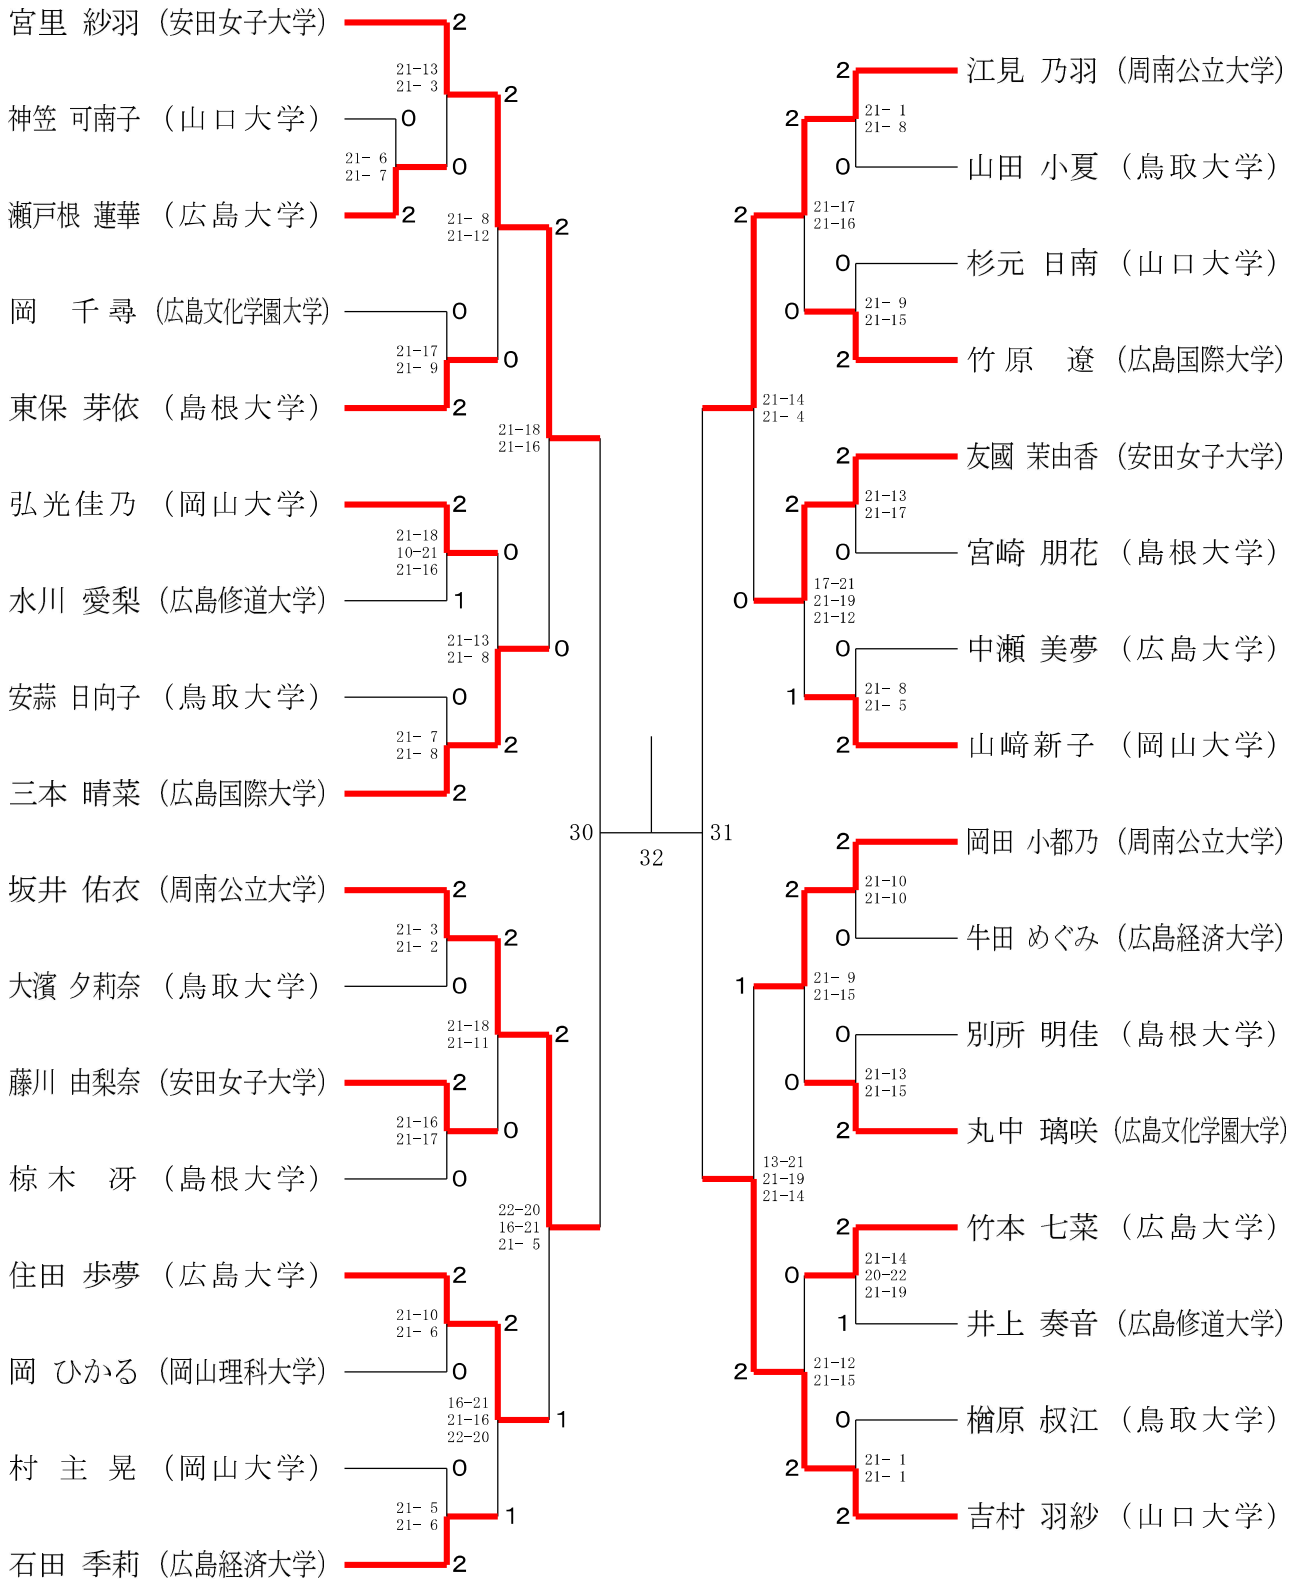 宮里 紗羽 (安田女子大学) 2
21-13
21- 3
2
神笠 可南子 (山口大学) 0
21- 6
21- 7
0
瀬戸根 蓮華 (広島大学) 2
21- 8
21-12
2
岡 千尋 (広島文化学園大学) 0
21-17
21- 9
0
東保 芽依 (島根大学) 2
21-18
21-16
弘光佳乃 (岡山大学) 2
21-18
10-21
21-16
0
水川 愛梨 (広島修道大学) 1
21-13
21- 8
0
安蒜 日向子 (鳥取大学) 0
21- 7
21- 8
2
三本 晴菜 (広島国際大学) 2
30
坂井 佑衣 (周南公立大学) 2
21- 3
21- 2
2
大濱 夕莉奈 (鳥取大学) 0
21-18
21-11
2
藤川 由梨奈 (安田女子大学) 2
21-16
21-17
0
椋木 冴 (島根大学) 0
22-20
16-21
21- 5
住田 歩夢 (広島大学) 2
21-10
21- 6
2
岡 ひかる (岡山理科大学) 0
16-21
21-16
22-20
1
村主晃 (岡山大学) 0
21- 5
21- 6
1
石田 季莉 (広島経済大学) 2
32
2 江見 乃羽 (周南公立大学)
2
21- 1
21- 8
0 山田 小夏 (鳥取大学)
2
21-17
21-16
0 杉元 日南 (山口大学)
0
21- 9
21-15
2 竹原 遼 (広島国際大学)
21-14
21- 4
2 友國 茉由香 (安田女子大学)
2
21-13
21-17
0 宮崎 朋花 (島根大学)
0
17-21
21-19
21-12
0 中瀬 美夢 (広島大学)
1
21- 8
21- 5
2 山﨑新子 (岡山大学)
31
2 岡田 小都乃 (周南公立大学)
2
21-10
21-10
0 牛田 めぐみ (広島経済大学)
1
21- 9
21-15
0 別所 明佳 (島根大学)
0
21-13
21-15
2 丸中 璃咲 (広島文化学園大学)
13-21
21-19
21-14
2 竹本 七菜 (広島大学)
0
21-14
20-22
21-19
1 井上 奏音 (広島修道大学)
2
21-12
21-15
0 楢原 叔江 (鳥取大学)
2
21- 1
21- 1
2 吉村 羽紗 (山口大学)